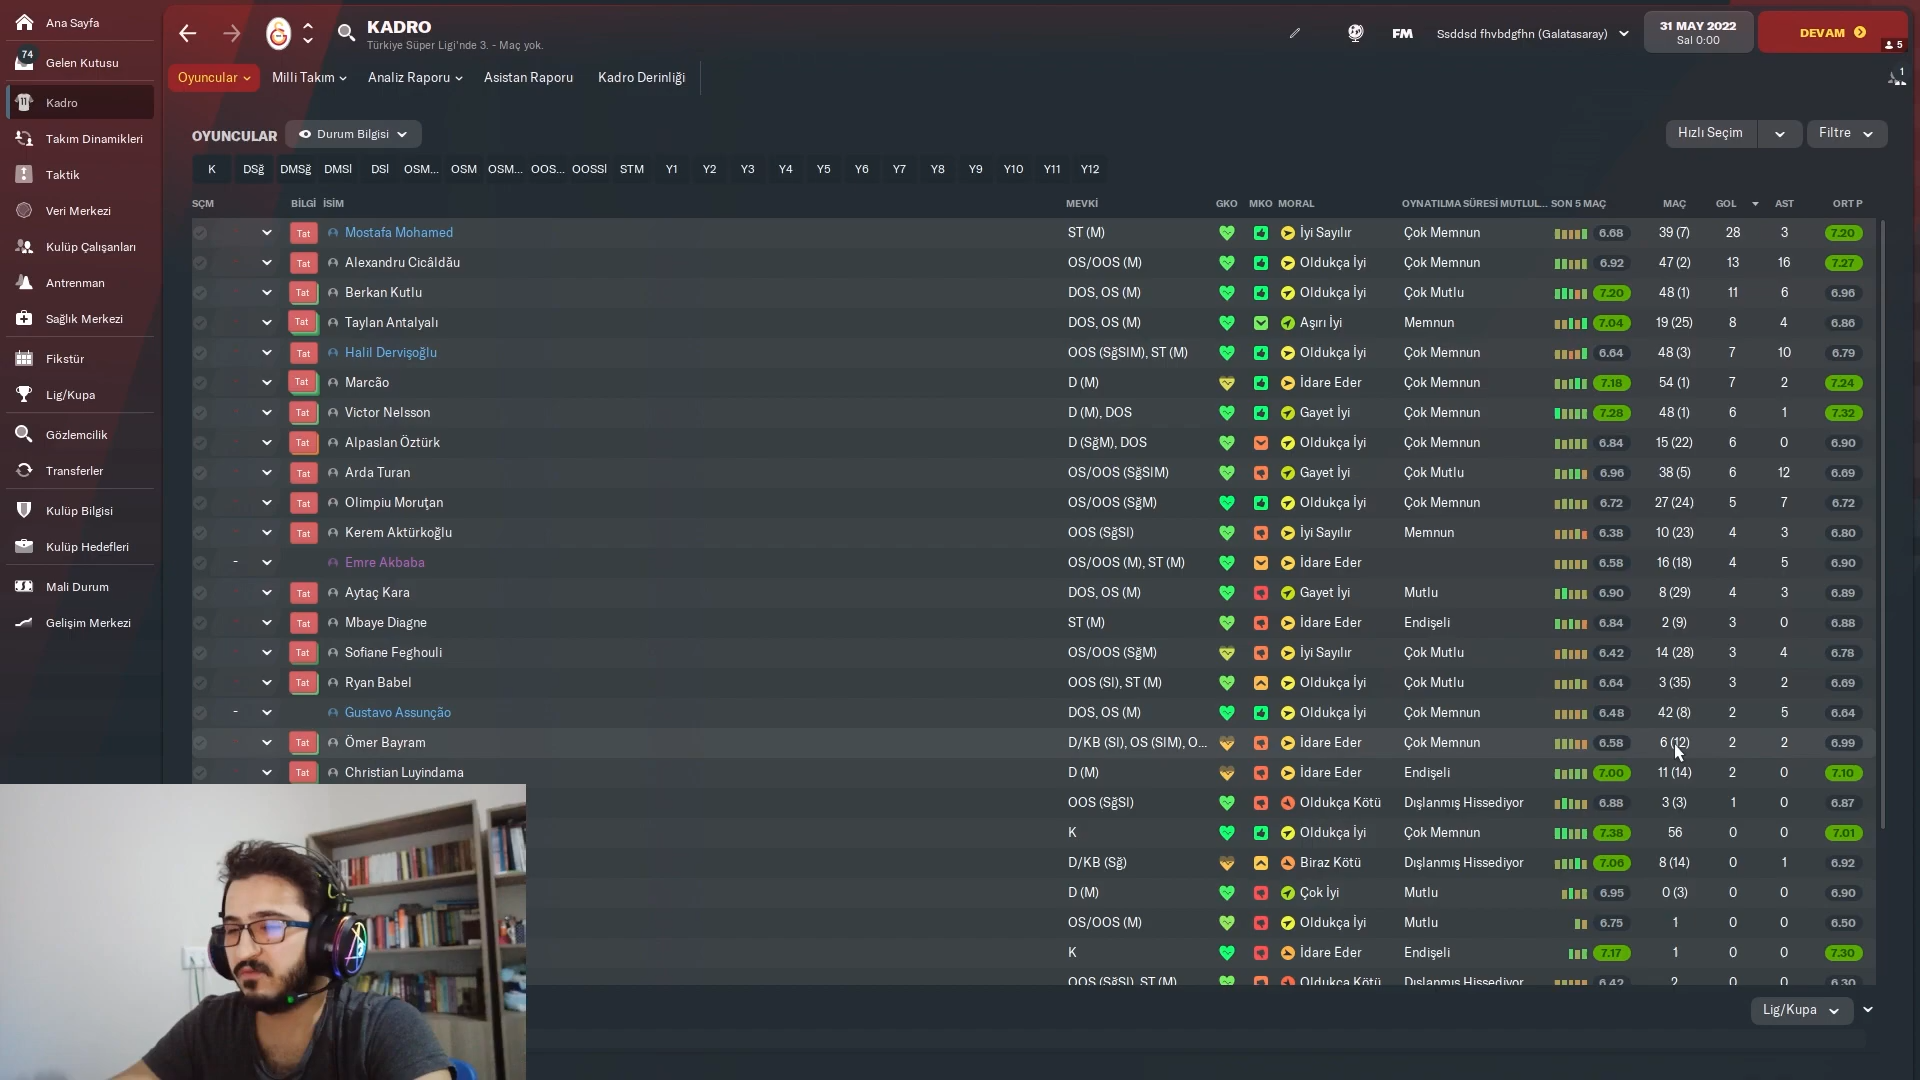 Ana Sayfa
74
Gelen Kutusu
Kadro
Takım Dinamikleri
Taktik
Veri Merkezi
Kulüp Çalışanları
Antrenman
Sağlık Merkezi
Fikstür
Lig/Kupa
Gözlemcilik
Transferler
Kulüp Bilgisi
Kulüp Hedefleri
Mali Durum
Gelişim Merkezi
KADRO
Türkiye Süper Ligi'nde 3. - Maç yok.
FM
Ssddsd fhvbdgfhn (Galatasaray)
31 MAY 2022
Sal 0:00
DEVAM
5
Oyuncular Milli Takım Analiz Raporu Asistan Raporu Kadro Derinliği
1
OYUNCULAR Durum Bilgisi
Hızlı Seçim Filtre
K DSğ DMSğ DMSl DSl OSM... OSM OSM... OOS... OOSSl STM Y1 Y2 Y3 Y4 Y5 Y6 Y7 Y8 Y9 Y10 Y11 Y12
SÇM BİLGİ İSİM MEVKİ GKO MKO MORAL OYNATILMA SÜRESİ MUTLUL... SON 5 MAÇ MAÇ GOL AST ORT P
Tat Mostafa Mohamed ST (M) İyi Sayılır Çok Memnun 6.68 39 (7) 28 3 7.20
Tat Alexandru Cicâldău OS/OOS (M) Oldukça İyi Çok Memnun 6.92 47 (2) 13 16 7.27
Tat Berkan Kutlu DOS, OS (M) Oldukça İyi Çok Mutlu 7.20 48 (1) 11 6 6.96
Tat Taylan Antalyalı DOS, OS (M) Aşırı İyi Memnun 7.04 19 (25) 8 4 6.86
Tat Halil Dervişoğlu OOS (SğSlM), ST (M) Oldukça İyi Çok Memnun 6.64 48 (3) 7 10 6.79
Tat Marcão D (M) İdare Eder Çok Memnun 7.18 54 (1) 7 2 7.24
Tat Victor Nelsson D (M), DOS Gayet İyi Çok Memnun 7.28 48 (1) 6 1 7.32
Tat Alpaslan Öztürk D (SğM), DOS Oldukça İyi Çok Memnun 6.84 15 (22) 6 0 6.90
Tat Arda Turan OS/OOS (SğSlM) Gayet İyi Çok Mutlu 6.96 38 (5) 6 12 6.69
Tat Olimpiu Moruţan OS/OOS (SğM) Oldukça İyi Çok Memnun 6.72 27 (24) 5 7 6.72
Tat Kerem Aktürkoğlu OOS (SğSl) İyi Sayılır Memnun 6.38 10 (23) 4 3 6.80
- Emre Akbaba OS/OOS (M), ST (M) İdare Eder 6.58 16 (18) 4 5 6.90
Tat Aytaç Kara DOS, OS (M) Gayet İyi Mutlu 6.90 8 (29) 4 3 6.89
Tat Mbaye Diagne ST (M) İdare Eder Endişeli 6.84 2 (9) 3 0 6.88
Tat Sofiane Feghouli OS/OOS (SğM) İyi Sayılır Çok Mutlu 6.42 14 (28) 3 4 6.78
Tat Ryan Babel OOS (Sl), ST (M) Oldukça İyi Çok Mutlu 6.64 3 (35) 3 2 6.69
- Gustavo Assunção DOS, OS (M) Oldukça İyi Çok Memnun 6.48 42 (8) 2 5 6.64
Tat Ömer Bayram D/KB (Sl), OS (SlM), O... İdare Eder Çok Memnun 6.58 6 (12) 2 2 6.99
Tat Christian Luyindama D (M) İdare Eder Endişeli 7.00 11 (14) 2 0 7.10
OOS (SğSl) Oldukça Kötü Dışlanmış Hissediyor 6.88 3 (3) 1 0 6.87
K Oldukça İyi Çok Memnun 7.38 56 0 0 7.01
D/KB (Sğ) Biraz Kötü Dışlanmış Hissediyor 7.06 8 (14) 0 1 6.92
D (M) Çok İyi Mutlu 6.95 0 (3) 0 0 6.90
OS/OOS (M) Oldukça İyi Mutlu 6.75 1 0 0 6.50
K İdare Eder Endişeli 7.17 1 0 0 7.30
OOS (SğSl), ST (M) Oldukça Kötü Dışlanmış Hissediyor 6.42 2 0 0 6.30
Lig/Kupa